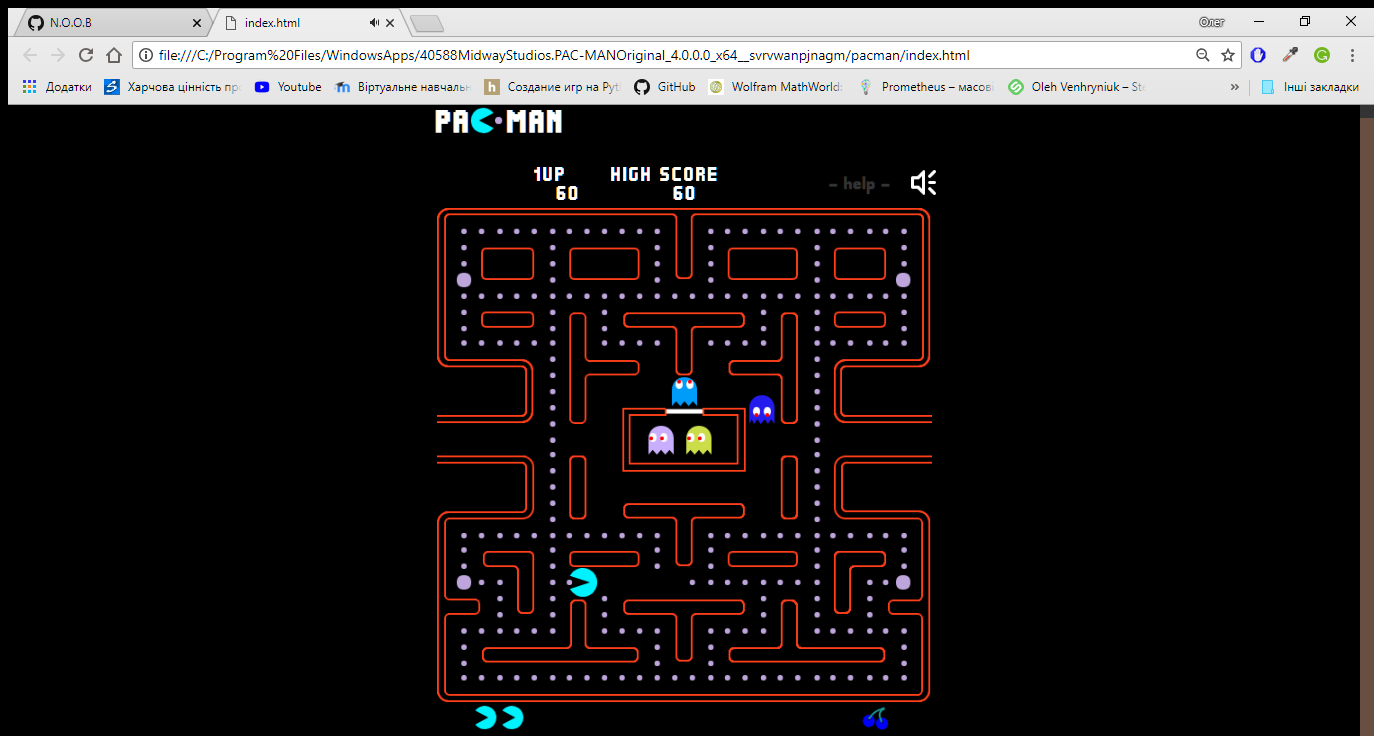 N.O.O.B
index.html
Олег
file:///C:/Program%20Files/WindowsApps/40588MidwayStudios.PAC-MANOriginal_4.0.0.0_x64__svrvwanpjnagm/pacman/index.html
Додатки
Харчова цінність
Youtube
Віртуальне навчаль
Создание игр на Pyt
GitHub
Wolfram MathWorld:
Prometheus – масов
Oleh Venhryniuk – St
»
Інші закладки
PAC-MAN
1UP
HIGH SCORE
60
60
– help –